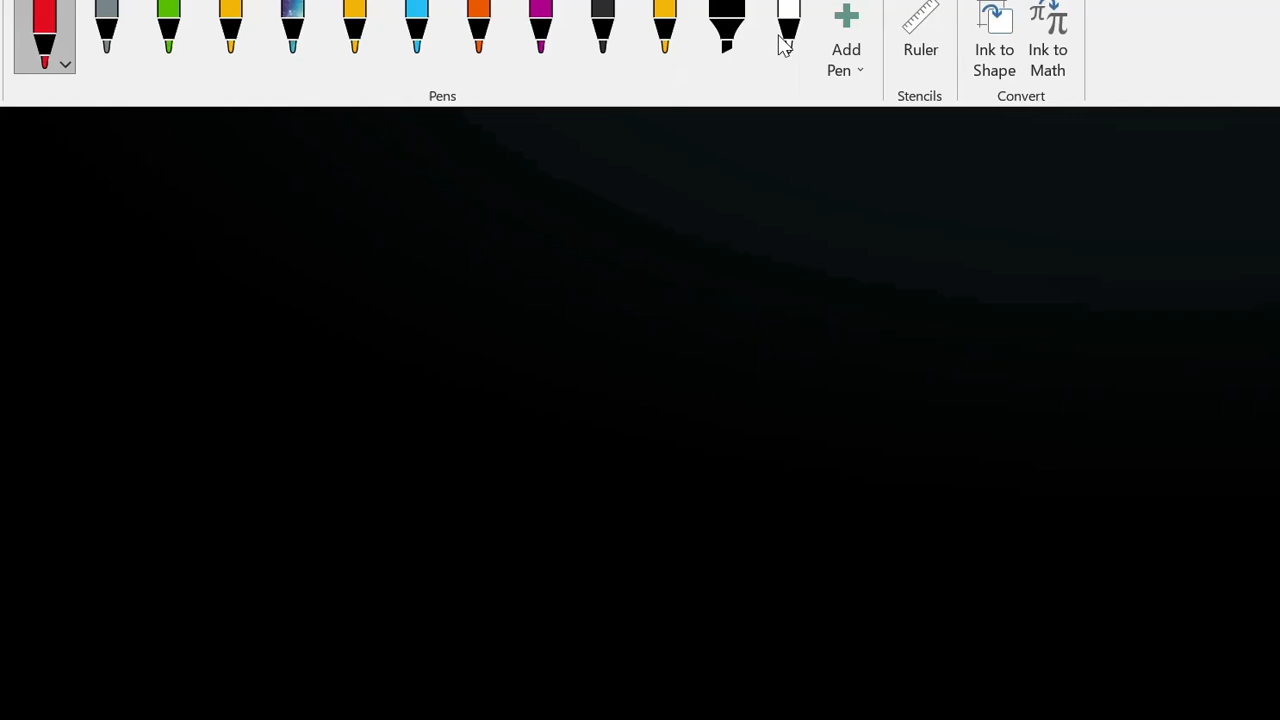 Add Pen
Ruler
Ink to Shape
Ink to Math
Pens
Stencils
Convert